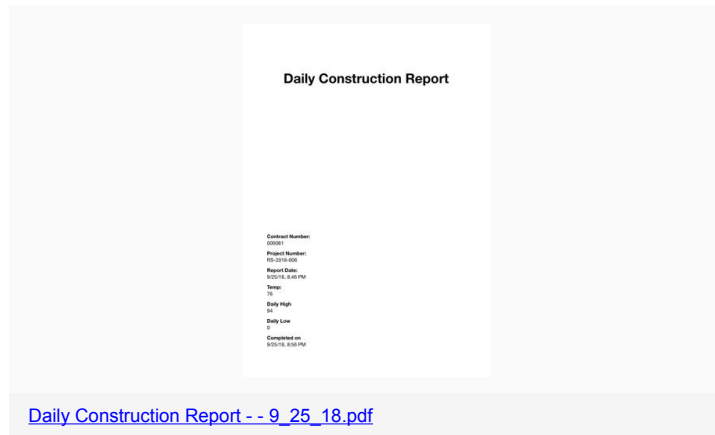 Daily Construction Report
Contract Number:
000081
Project Number:
RS-2018-006
Report Date:
9/25/18, 8:48 PM
Temp:
76
Daily High
84
Daily Low
0
Completed on
9/25/18, 8:56 PM
Daily Construction Report - - 9_25_18.pdf